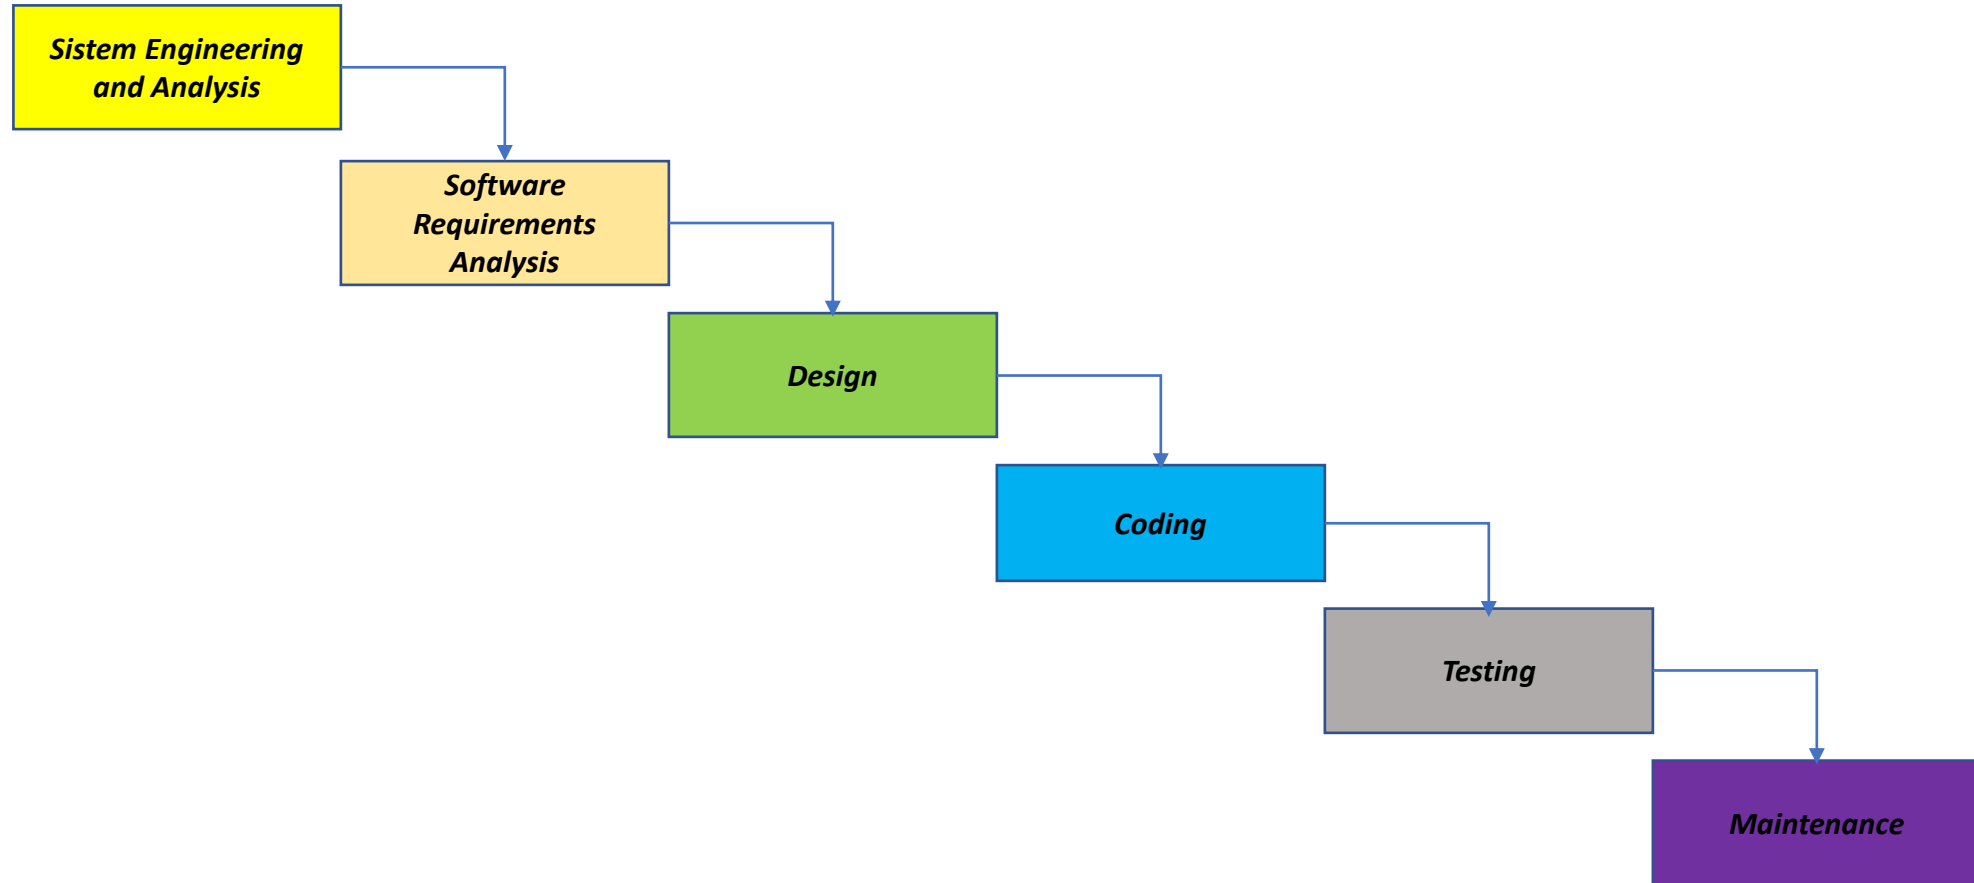 Sistem Engineering
and Analysis
Software
Requirements
Analysis
Design
Coding
Testing
Maintenance